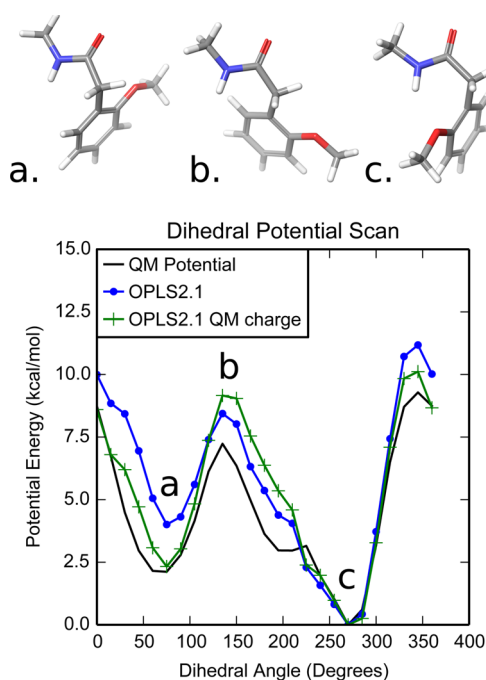 a.
b.
c.
Dihedral Potential Scan
QM Potential
OPLS2.1
OPLS2.1 QM charge
Potential Energy (kcal/mol)
15.0
12.5
10.0
7.5
5.0
2.5
0.0
a
b
c
0 50 100 150 200 250 300 350 400
Dihedral Angle (Degrees)
N
H